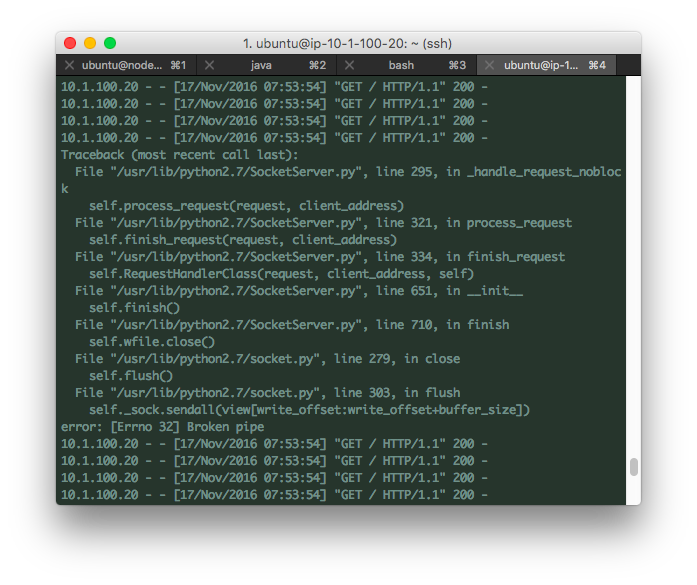 1. ubuntu@ip-10-1-100-20: ~ (ssh)
ubuntu@node... ⌘1 java ⌘2 bash ⌘3 ubuntu@ip-1... ⌘4
10.1.100.20 - - [17/Nov/2016 07:53:54] "GET / HTTP/1.1" 200 -
10.1.100.20 - - [17/Nov/2016 07:53:54] "GET / HTTP/1.1" 200 -
10.1.100.20 - - [17/Nov/2016 07:53:54] "GET / HTTP/1.1" 200 -
10.1.100.20 - - [17/Nov/2016 07:53:54] "GET / HTTP/1.1" 200 -
Traceback (most recent call last):
  File "/usr/lib/python2.7/SocketServer.py", line 295, in _handle_request_nobloc
k
    self.process_request(request, client_address)
  File "/usr/lib/python2.7/SocketServer.py", line 321, in process_request
    self.finish_request(request, client_address)
  File "/usr/lib/python2.7/SocketServer.py", line 334, in finish_request
    self.RequestHandlerClass(request, client_address, self)
  File "/usr/lib/python2.7/SocketServer.py", line 651, in __init__
    self.finish()
  File "/usr/lib/python2.7/SocketServer.py", line 710, in finish
    self.wfile.close()
  File "/usr/lib/python2.7/socket.py", line 279, in close
    self.flush()
  File "/usr/lib/python2.7/socket.py", line 303, in flush
    self._sock.sendall(view[write_offset:write_offset+buffer_size])
error: [Errno 32] Broken pipe
10.1.100.20 - - [17/Nov/2016 07:53:54] "GET / HTTP/1.1" 200 -
10.1.100.20 - - [17/Nov/2016 07:53:54] "GET / HTTP/1.1" 200 -
10.1.100.20 - - [17/Nov/2016 07:53:54] "GET / HTTP/1.1" 200 -
10.1.100.20 - - [17/Nov/2016 07:53:54] "GET / HTTP/1.1" 200 -